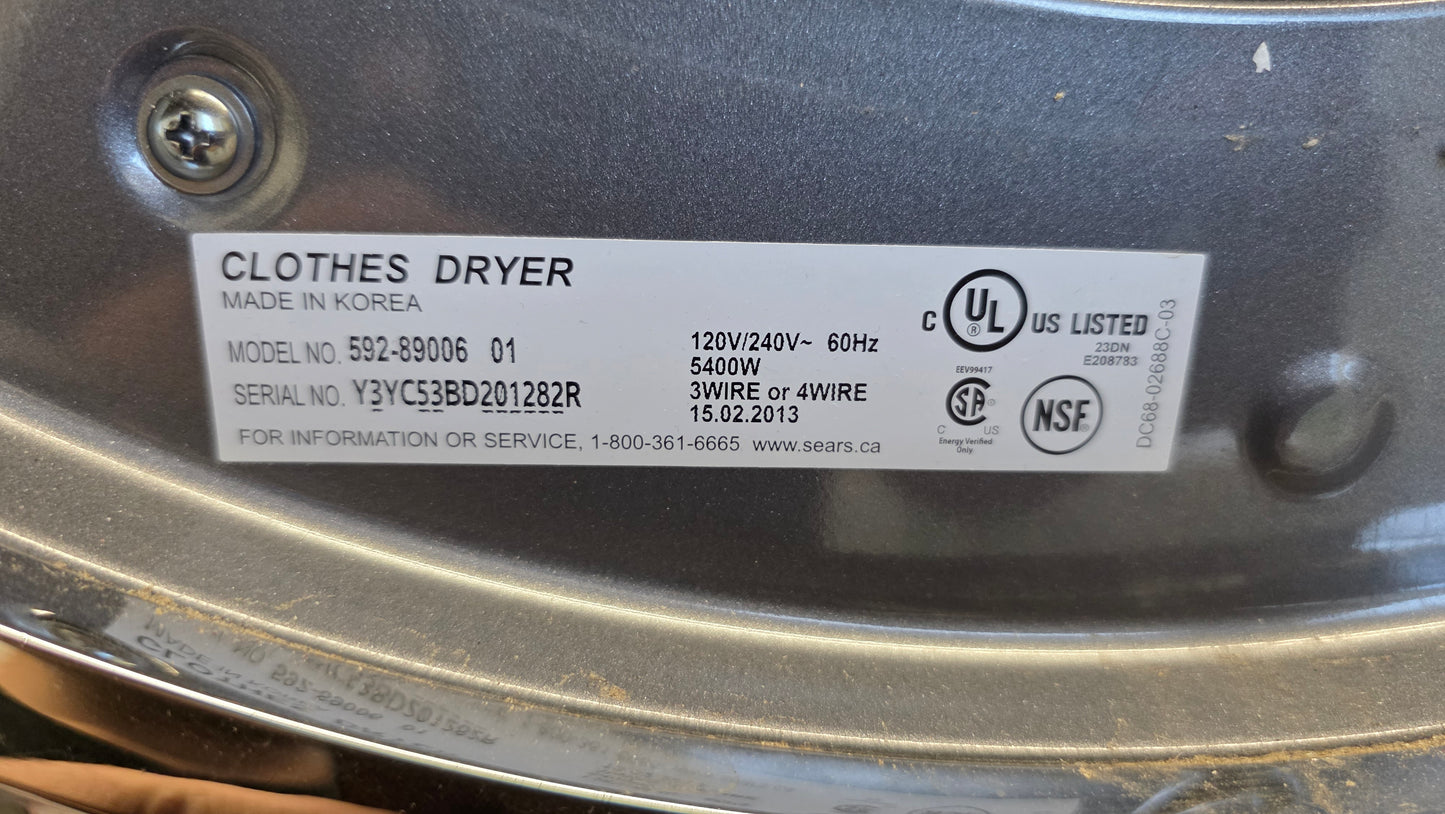 CLOTHES DRYER
MADE IN KOREA
MODEL NO. 592-89006 01
SERIAL NO. Y3YC53BD201282R
120V/240V~ 60Hz
5400W
3WIRE or 4WIRE
15.02.2013
FOR INFORMATION OR SERVICE, 1-800-361-6665 www.sears.ca
C UL ® US LISTED
23DN
E208783
EEV99417
SA ®
C US
Energy Verified
Only
NSF ®
DC68-02688C-03